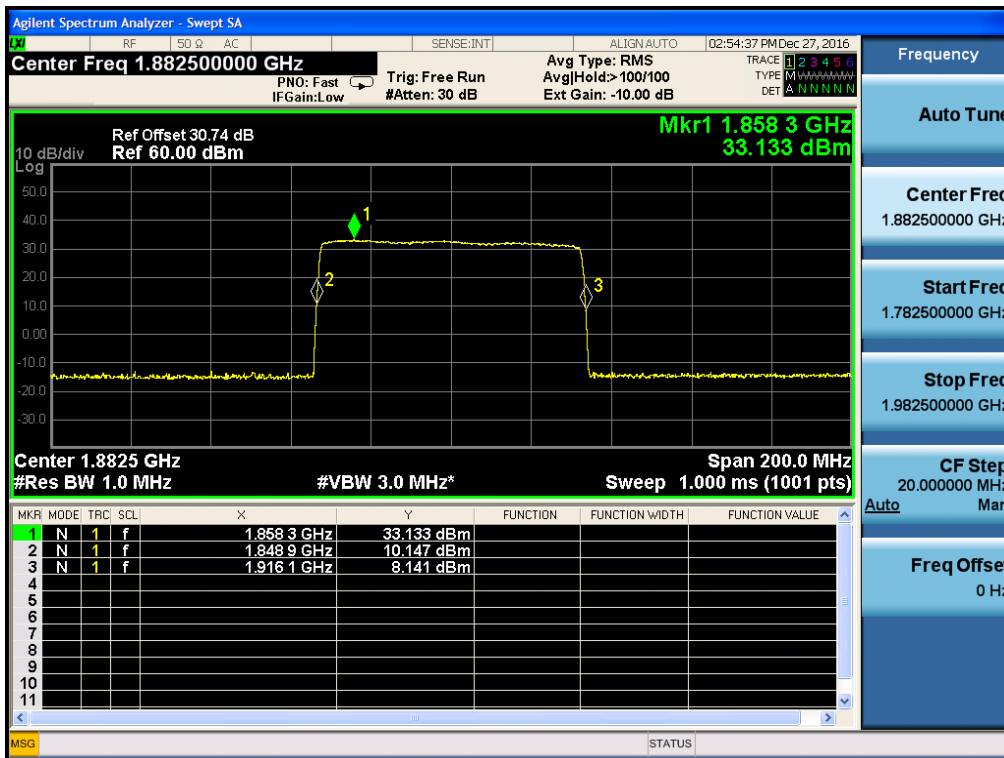 Agilent Spectrum Analyzer - Swept SA
LXI RF 50 Ω AC SENSE:INT ALIGN AUTO 02:54:37 PM Dec 27, 2016
Center Freq 1.882500000 GHz
PNO: Fast
IFGain:Low
Trig: Free Run
#Atten: 30 dB
Avg Type: RMS
Avg|Hold:>100/100
Ext Gain: -10.00 dB
TRACE 1 2 3 4 5 6
TYPE M
DET A N N N N N
Ref Offset 30.74 dB
10 dB/div Ref 60.00 dBm
Log
Mkr1 1.858 3 GHz
33.133 dBm
50.0
40.0
30.0
20.0
10.0
0.00
-10.0
-20.0
-30.0
1
2
3
Center 1.8825 GHz Span 200.0 MHz
#Res BW 1.0 MHz #VBW 3.0 MHz* Sweep 1.000 ms (1001 pts)
MKR MODE TRC SCL X Y FUNCTION FUNCTION WIDTH FUNCTION VALUE
1 N 1 f 1.858 3 GHz 33.133 dBm
2 N 1 f 1.848 9 GHz 10.147 dBm
3 N 1 f 1.916 1 GHz 8.141 dBm
4
5
6
7
8
9
10
11
MSG STATUS
Frequency
Auto Tune
Center Freq
1.882500000 GHz
Start Freq
1.782500000 GHz
Stop Freq
1.982500000 GHz
CF Step
20.000000 MHz
Auto Man
Freq Offset
0 Hz